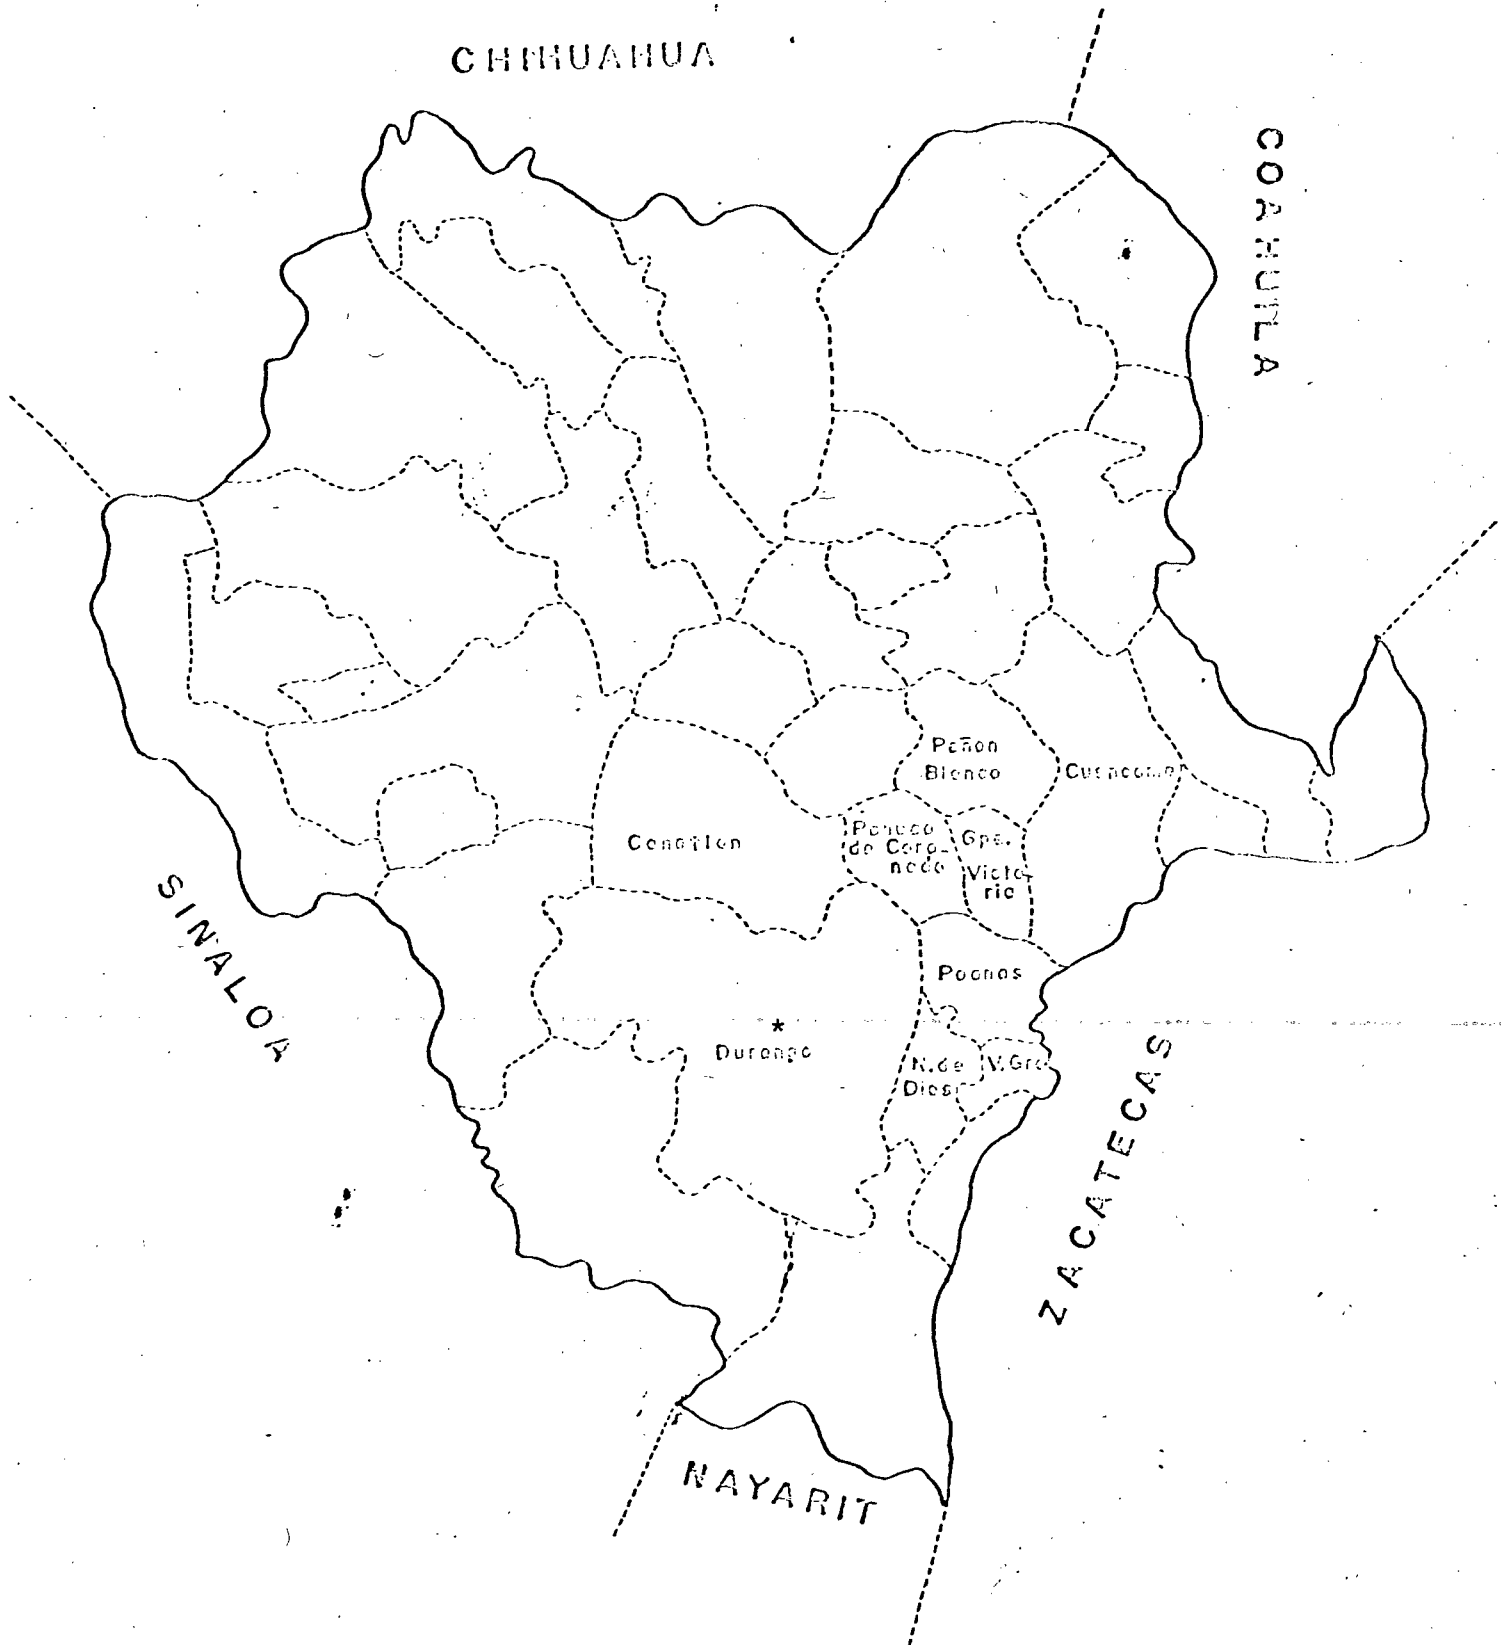 CHIHUAHUA
COAHUILA
Peñon
Blanco
Cuencame
Canatlan
Panuco
de Coro-
nado
Gpe.
Victo-
ria
SINALOA
Poanas
*
Durango
N. de
Dios
V. Gro.
ZACATECAS
NAYARIT